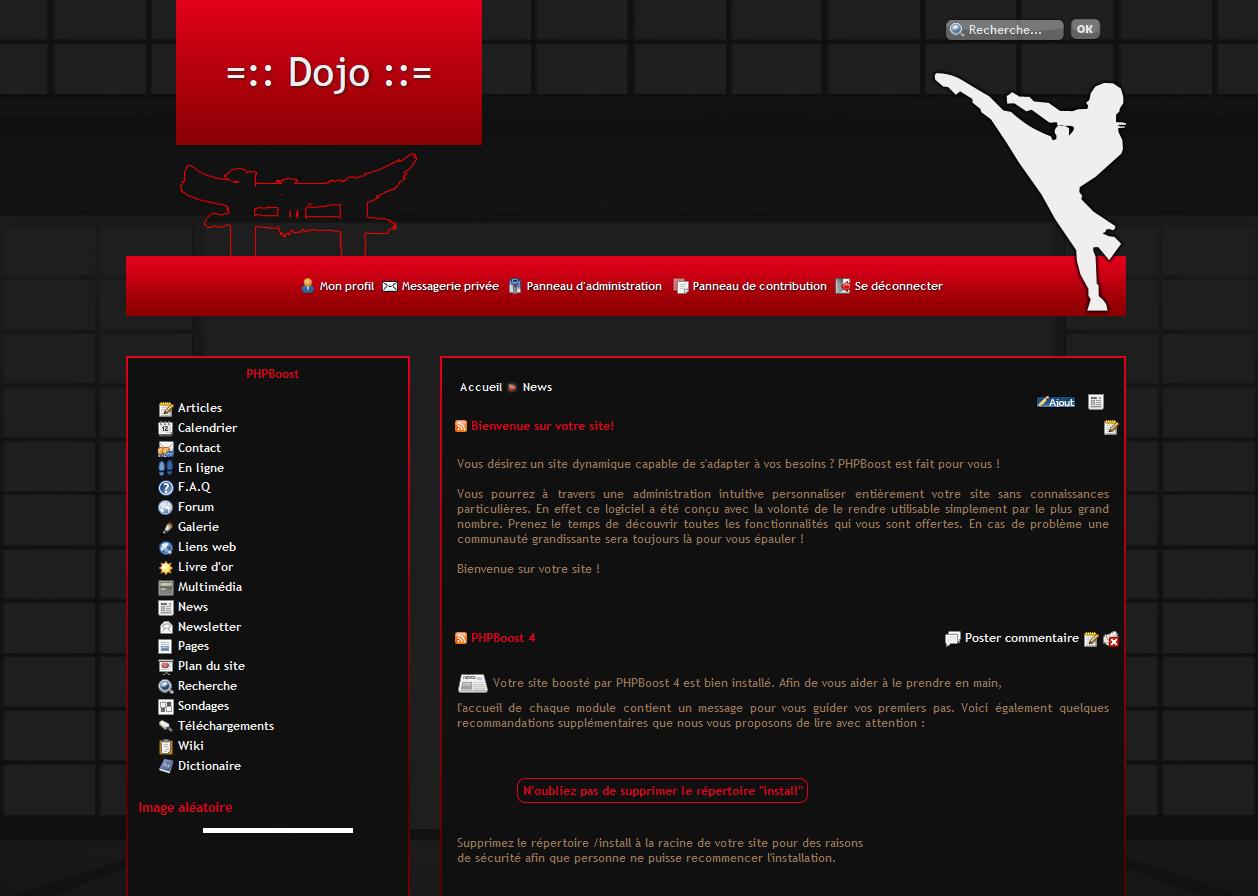 =:: Dojo ::=
Recherche... OK
Mon profil Messagerie privée Panneau d'administration Panneau de contribution Se déconnecter
PHPBoost
Articles
Calendrier
Contact
En ligne
F.A.Q
Forum
Galerie
Liens web
Livre d'or
Multimédia
News
Newsletter
Pages
Plan du site
Recherche
Sondages
Téléchargements
Wiki
Dictionaire
Image aléatoire
Accueil News
Ajout
Bienvenue sur votre site!
Vous désirez un site dynamique capable de s'adapter à vos besoins ? PHPBoost est fait pour vous !
Vous pourrez à travers une administration intuitive personnaliser entièrement votre site sans connaissances
particulières. En effet ce logiciel a été conçu avec la volonté de le rendre utilisable simplement par le plus grand
nombre. Prenez le temps de découvrir toutes les fonctionnalités qui vous sont offertes. En cas de problème une
communauté grandissante sera toujours là pour vous épauler !
Bienvenue sur votre site !
PHPBoost 4
Poster commentaire
Votre site boosté par PHPBoost 4 est bien installé. Afin de vous aider à le prendre en main,
l'accueil de chaque module contient un message pour vous guider vos premiers pas. Voici également quelques
recommandations supplémentaires que nous vous proposons de lire avec attention :
N'oubliez pas de supprimer le répertoire "install"
Supprimez le répertoire /install à la racine de votre site pour des raisons
de sécurité afin que personne ne puisse recommencer l'installation.